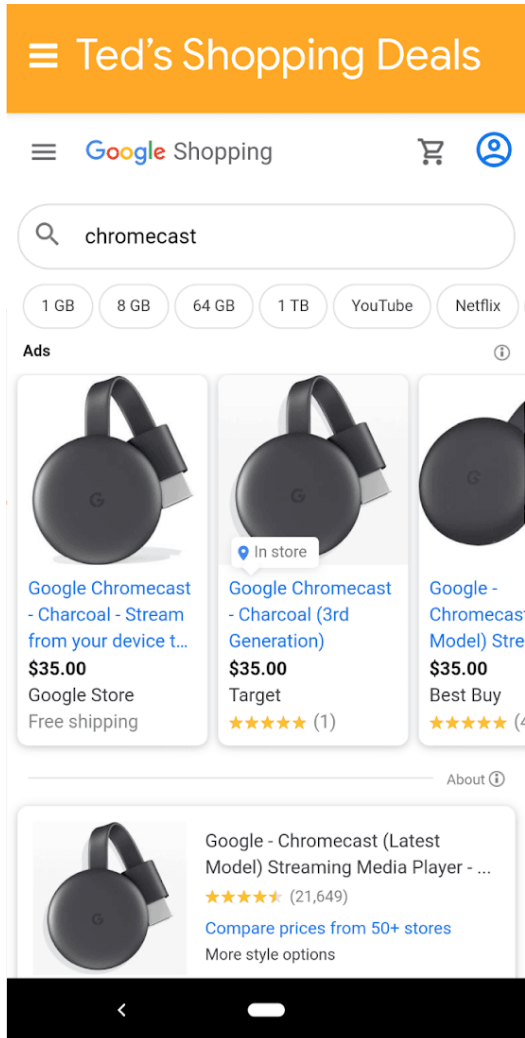 Ted's Shopping Deals
Google Shopping
chromecast
1 GB
8 GB
64 GB
1 TB
YouTube
Netflix
Ads
In store
Google Chromecast
- Charcoal - Stream
from your device t...
$35.00
Google Store
Free shipping
Google Chromecast
- Charcoal (3rd
Generation)
$35.00
Target
(1)
Google -
Chromecast
Model) Stre
$35.00
Best Buy
(4
About
Google - Chromecast (Latest
Model) Streaming Media Player - ...
(21,649)
Compare prices from 50+ stores
More style options